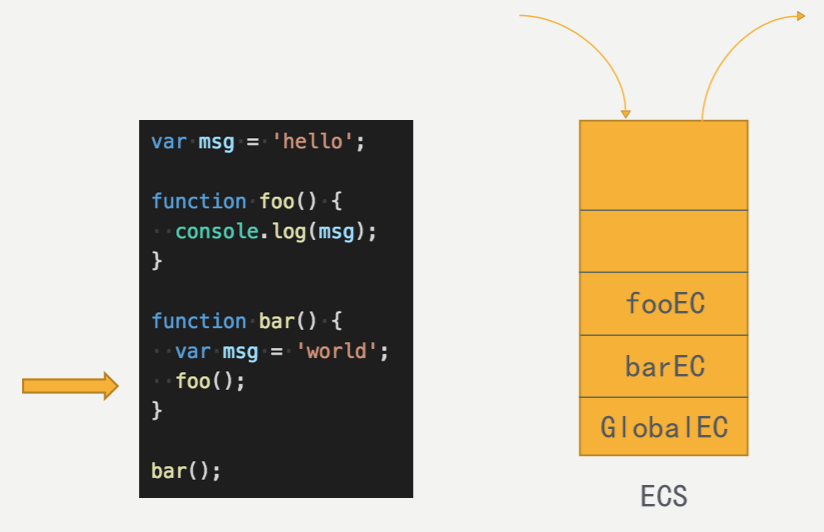 var msg = 'hello';
function foo() {
  console.log(msg);
}
function bar() {
  var msg = 'world';
  foo();
}
bar();
fooEC
barEC
GlobalEC
ECS